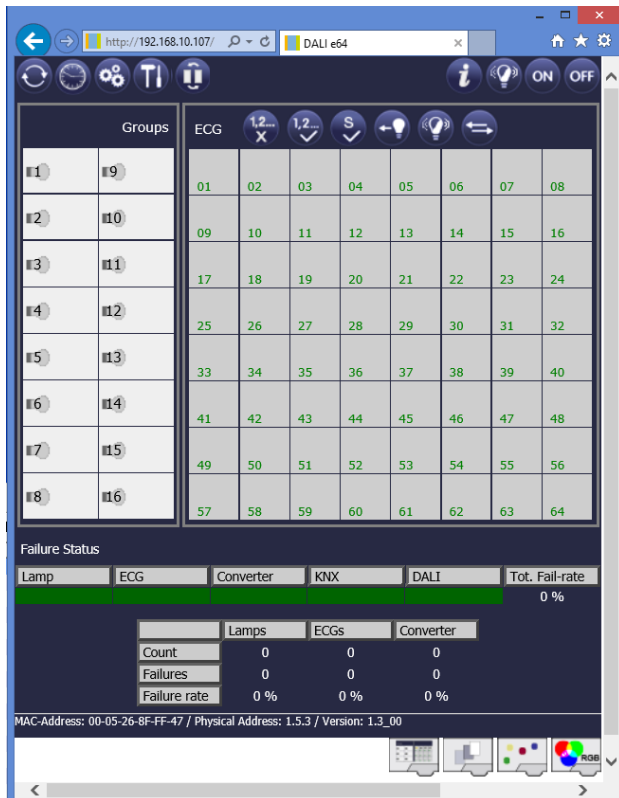 http://192.168.10.107/ DALI e64
i ON OFF
Groups ECG 1,2... X 1,2... S
1 9 01 02 03 04 05 06 07 08
2 10 09 10 11 12 13 14 15 16
3 11 17 18 19 20 21 22 23 24
4 12 25 26 27 28 29 30 31 32
5 13 33 34 35 36 37 38 39 40
6 14 41 42 43 44 45 46 47 48
7 15 49 50 51 52 53 54 55 56
8 16 57 58 59 60 61 62 63 64
Failure Status
Lamp ECG Converter KNX DALI Tot. Fail-rate
0 %
Lamps ECGs Converter
Count 0 0 0
Failures 0 0 0
Failure rate 0 % 0 % 0 %
MAC-Address: 00-05-26-8F-FF-47 / Physical Address: 1.5.3 / Version: 1.3_00
RGB